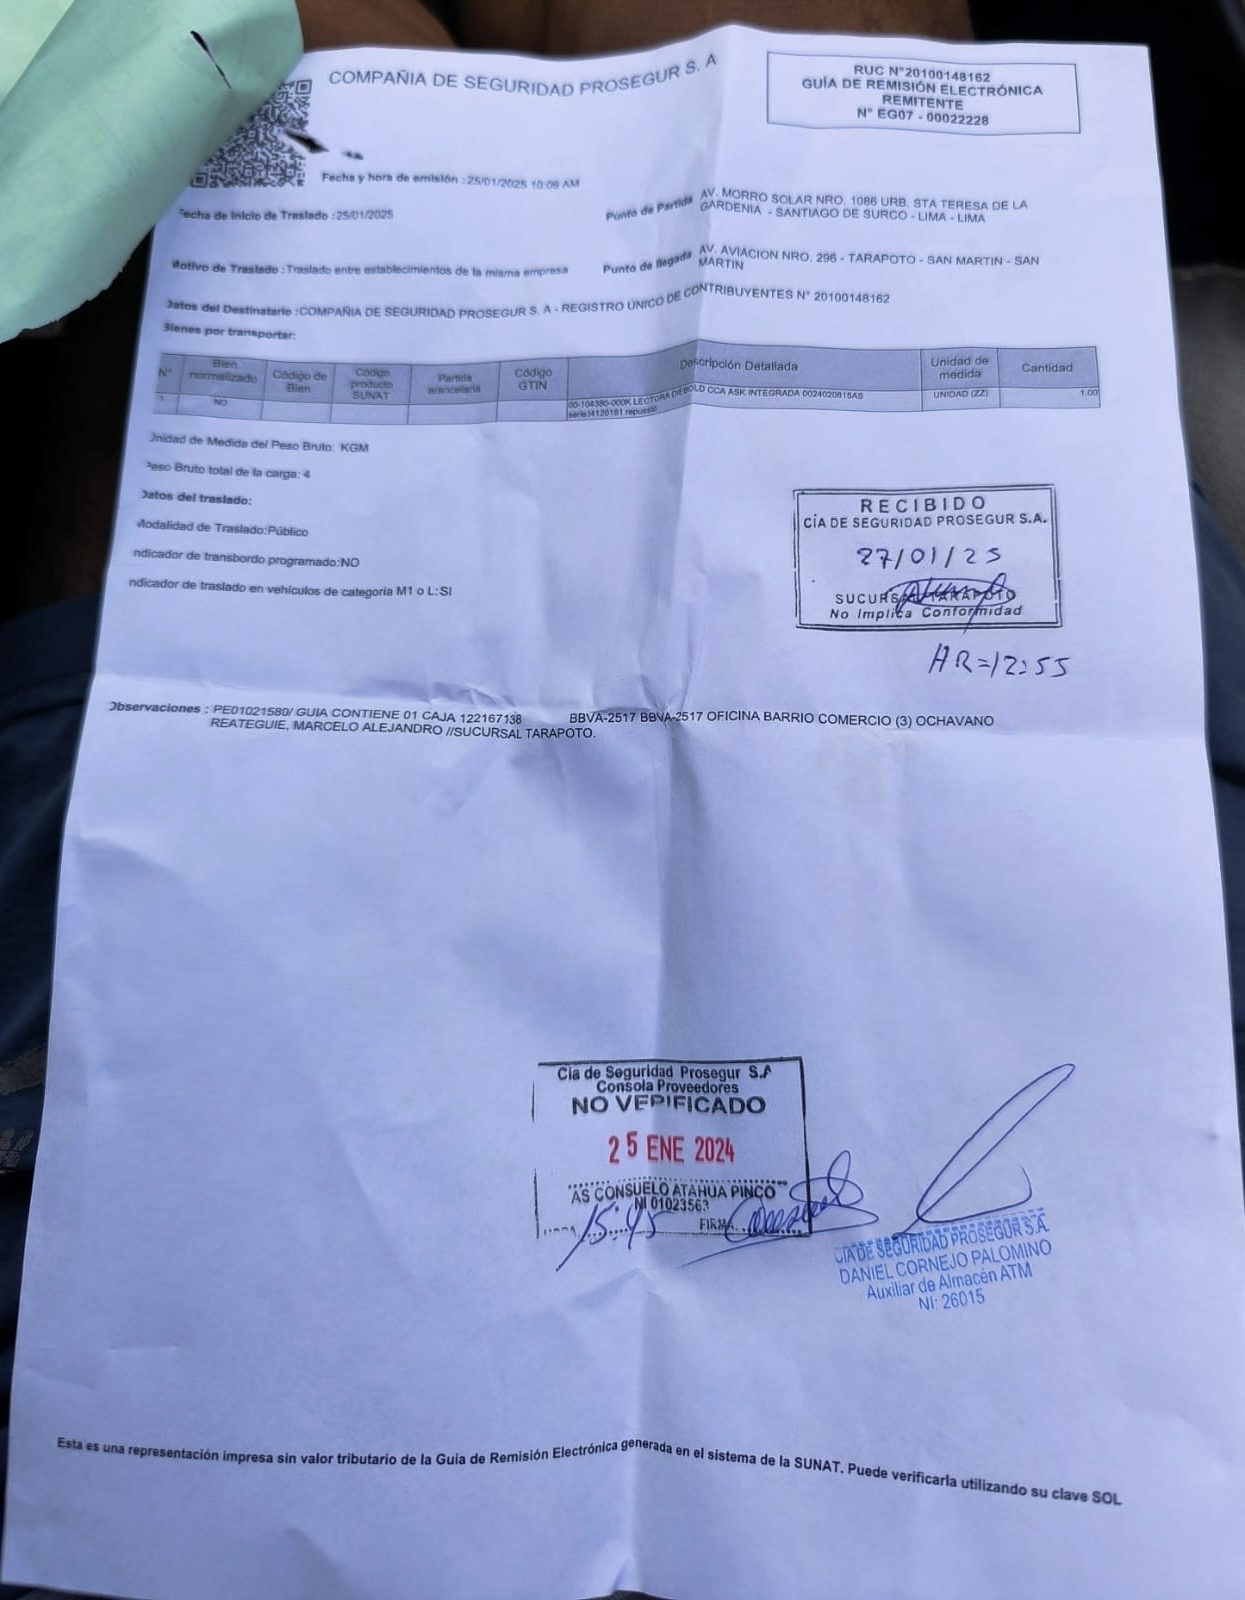 COMPAÑIA DE SEGURIDAD PROSEGUR S. A
RUC N°20100148162
GUÍA DE REMISIÓN ELECTRÓNICA
REMITENTE
N° EG07 - 00022228
Fecha y hora de emisión :25/01/2025 10:09 AM
Fecha de Inicio de Traslado :25/01/2025
Punto de Partida AV. MORRO SOLAR NRO. 1086 URB. STA TERESA DE LA
GARDENIA - SANTIAGO DE SURCO - LIMA - LIMA
Motivo de Traslado :Traslado entre establecimientos de la misma empresa
Punto de llegada AV. AVIACION NRO. 296 - TARAPOTO - SAN MARTIN - SAN
MARTIN
Datos del Destinatario :COMPAÑIA DE SEGURIDAD PROSEGUR S. A - REGISTRO ÚNICO DE CONTRIBUYENTES N° 20100148162
Bienes por transportar:
N° Bien normalizado Código de Bien Código producto SUNAT Partida arancelaria Código GTIN Descripción Detallada Unidad de medida Cantidad
1 NO 00-104380-000K LECTORA DIEBOLD CCA ASK INTEGRADA 0024020815AS UNIDAD (ZZ) 1.00
serie:14120181 repuesto
Unidad de Medida del Peso Bruto: KGM
Peso Bruto total de la carga: 4
Datos del traslado:
Modalidad de Traslado:Público
Indicador de transbordo programado:NO
Indicador de traslado en vehículos de categoría M1 o L:SI
RECIBIDO
CÍA DE SEGURIDAD PROSEGUR S.A.
27/01/25
SUCURSAL TARAPOTO
No Implica Conformidad
HR=12:55
Observaciones : PE01021580/ GUIA CONTIENE 01 CAJA 122167138 BBVA-2517 BBVA-2517 OFICINA BARRIO COMERCIO (3) OCHAVANO
REATEGUIE, MARCELO ALEJANDRO //SUCURSAL TARAPOTO.
Cia de Seguridad Prosegur S.A
Consola Proveedores
NO VERIFICADO
25 ENE 2024
AS CONSUELO ATAHUA PINCO
NI 01023563
15:45 FIRMA
CIA DE SEGURIDAD PROSEGUR S.A.
DANIEL CORNEJO PALOMINO
Auxiliar de Almacén ATM
NI: 26015
Esta es una representación impresa sin valor tributario de la Guía de Remisión Electrónica generada en el sistema de la SUNAT. Puede verificarla utilizando su clave SOL